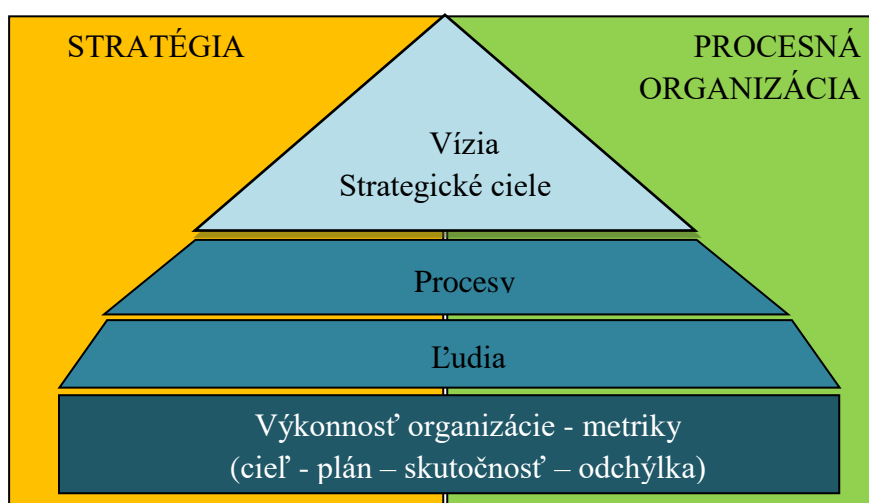 STRATÉGIA
PROCESNÁ
ORGANIZÁCIA
Vízia
Strategické ciele
Procesy
Ľudia
Výkonnosť organizácie - metriky
(cieľ - plán – skutočnosť – odchýlka)